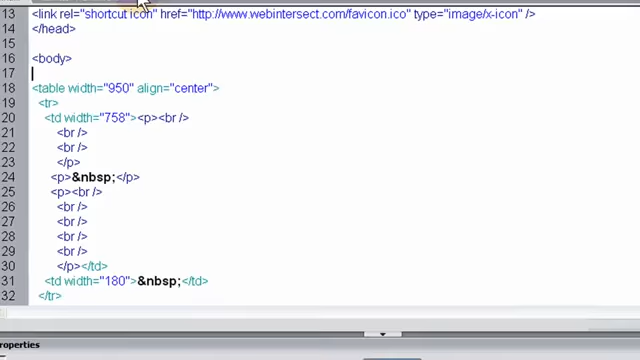 13 <link rel="shortcut icon" href="http://www.webintersect.com/favicon.ico" type="image/x-icon" />
14 </head>
15
16 <body>
17
18 <table width="950" align="center">
19 <tr>
20 <td width="758"><p><br />
21 <br />
22 <br />
23 </p>
24 <p>&nbsp;</p>
25 <p><br />
26 <br />
27 <br />
28 <br />
29 <br />
30 </p></td>
31 <td width="180">&nbsp;</td>
32 </tr>
roperties